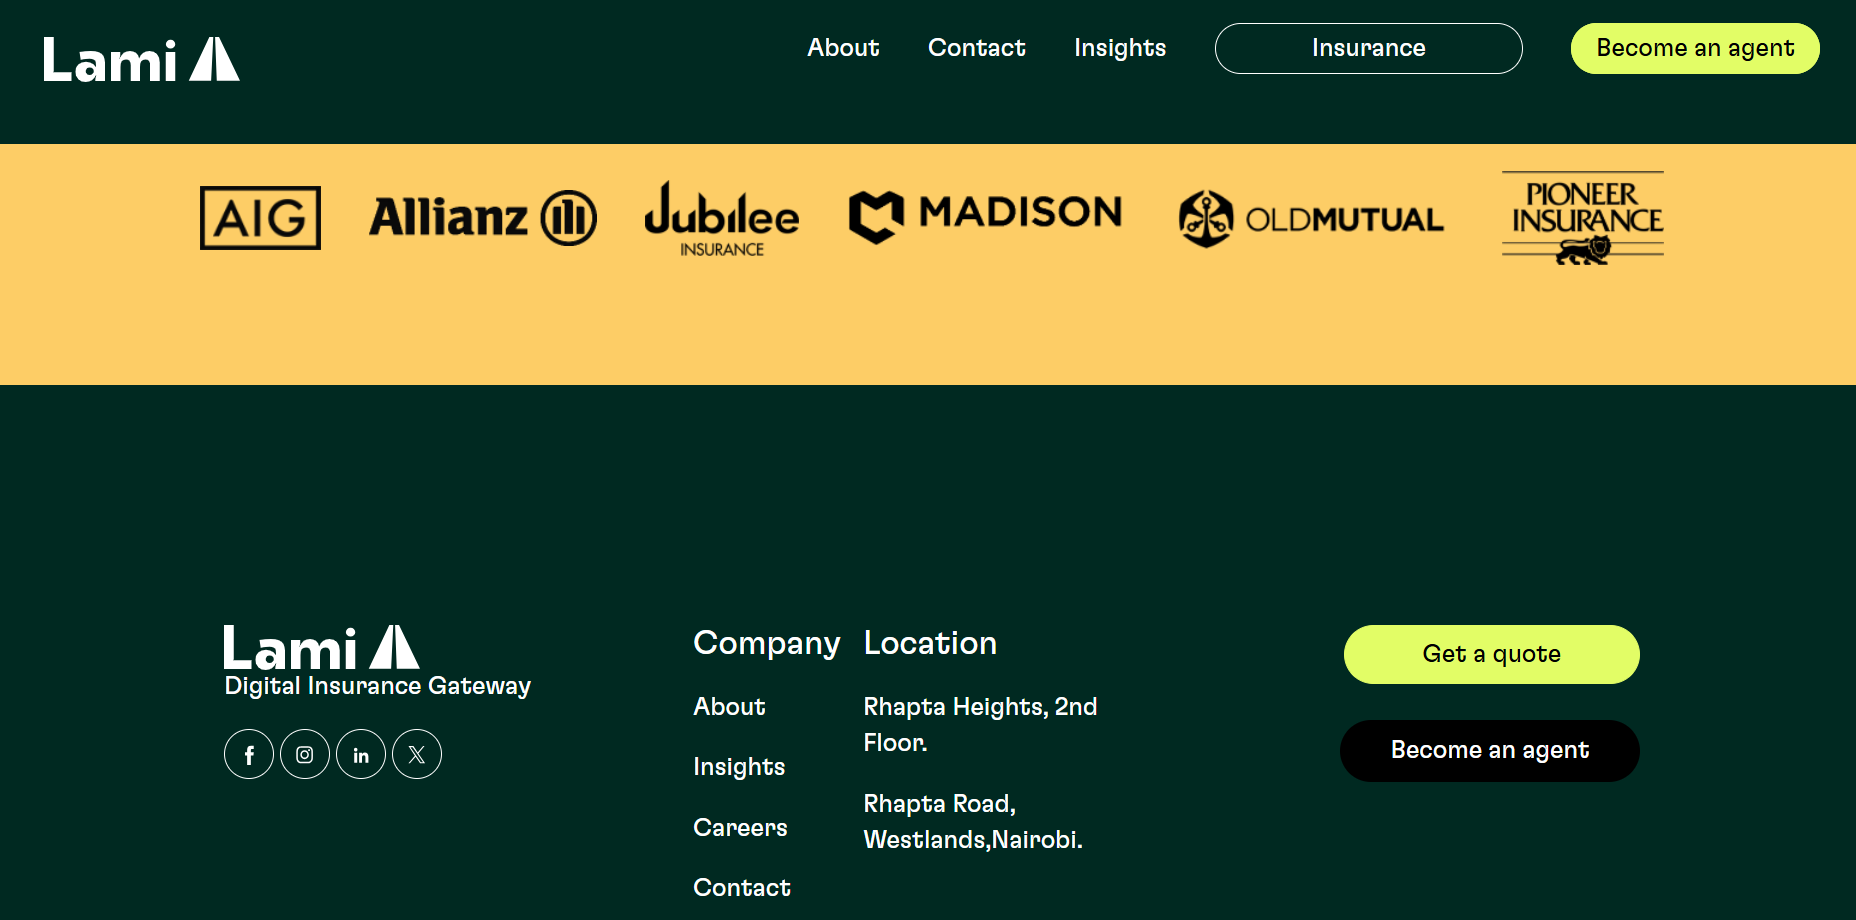 Lami
About Contact Insights Insurance Become an agent
AIG Allianz Jubilee INSURANCE MADISON OLDMUTUAL PIONEER INSURANCE
Lami
Digital Insurance Gateway
Company
About
Insights
Careers
Contact
Location
Rhapta Heights, 2nd
Floor.
Rhapta Road,
Westlands,Nairobi.
Get a quote
Become an agent